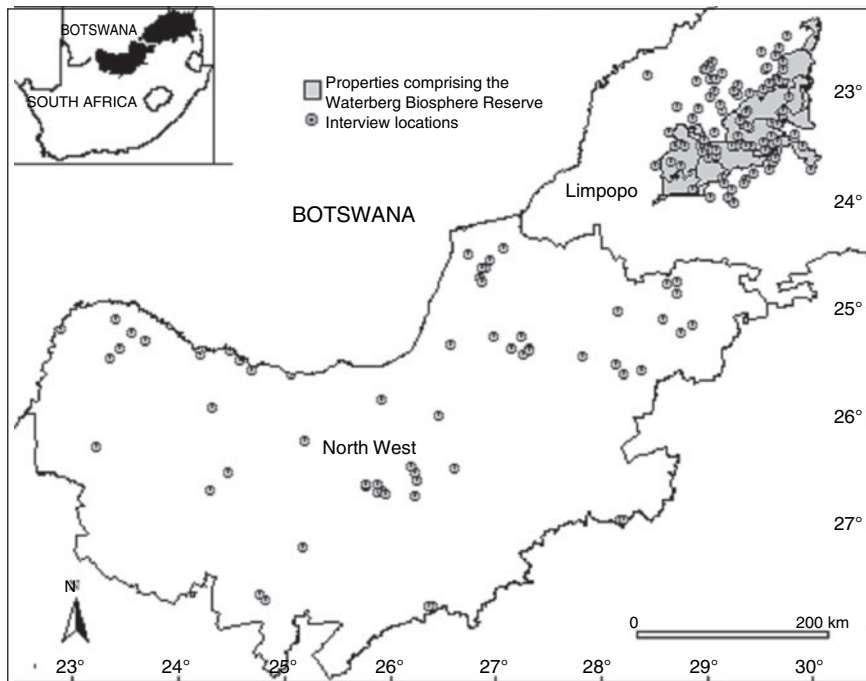 BOTSWANA
SOUTH AFRICA
Properties comprising the
Waterberg Biosphere Reserve
Interview locations
23°
Limpopo
24°
BOTSWANA
25°
26°
North West
27°
N
0 200 km
23° 24° 25° 26° 27° 28° 29° 30°